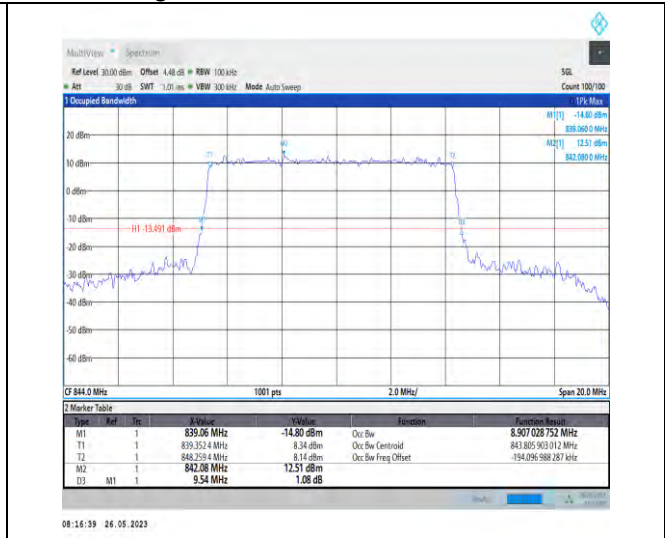 MultiView Spectrum
Ref Level 30.00 dBm Offset 4.48 dB RBW 100 kHz SGL
Att 30 dB SWT 1.01 ms VBW 300 kHz Mode Auto Sweep Count 100/100
1 Occupied Bandwidth 1Pk Max
M1[1] -14.80 dBm
839.060 0 MHz
M2[1] 12.51 dBm
842.080 0 MHz
20 dBm
M2
T1 T2
10 dBm
0 dBm
-10 dBm
M1 D3
H1 -13.491 dBm
-20 dBm
-30 dBm
-40 dBm
-50 dBm
-60 dBm
CF 844.0 MHz 1001 pts 2.0 MHz/ Span 20.0 MHz
2 Marker Table
Type Ref Trc X-Value Y-Value Function Function Result
M1 1 839.06 MHz -14.80 dBm Occ Bw 8.907 028 752 MHz
T1 1 839.352 4 MHz 8.34 dBm Occ Bw Centroid 843.805 903 012 MHz
T2 1 848.259 4 MHz 8.14 dBm Occ Bw Freq Offset -194.096 988 287 kHz
M2 1 842.08 MHz 12.51 dBm
D3 M1 1 9.54 MHz 1.08 dB
08:16:39 26.05.2023